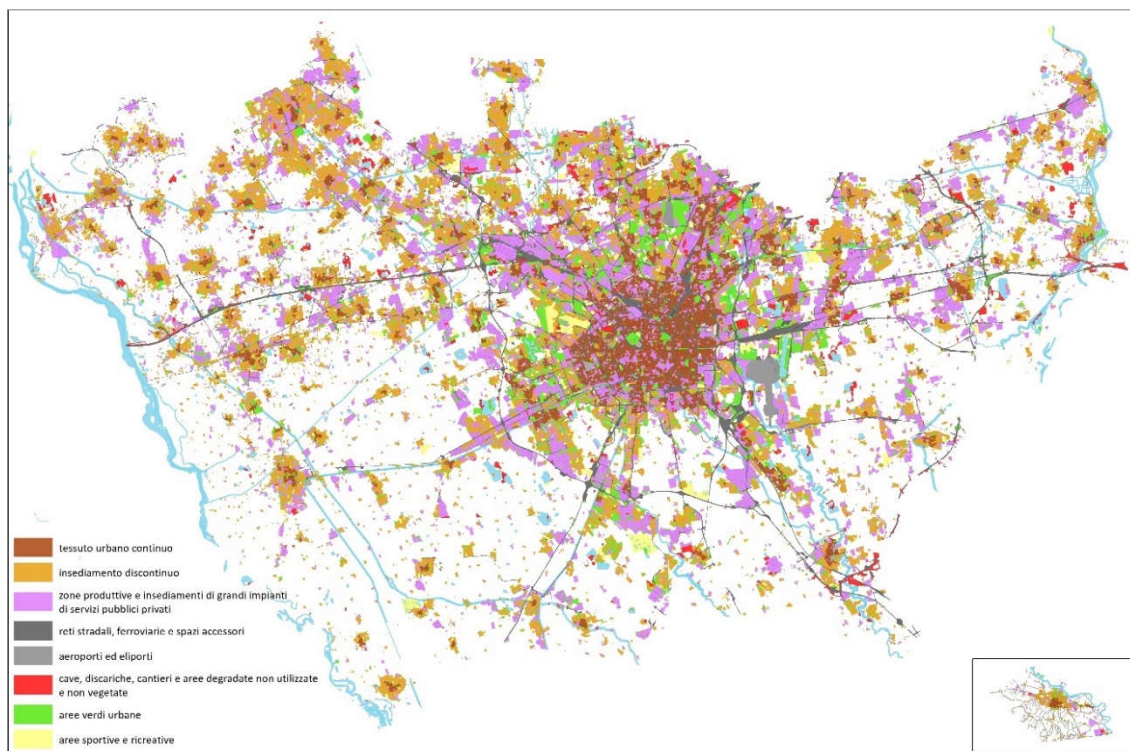 tessuto urbano continuo
insediamento discontinuo
zone produttive e insediamenti di grandi impianti
di servizi pubblici privati
reti stradali, ferroviarie e spazi accessori
aeroporti ed eliporti
cave, discariche, cantieri e aree degradate non utilizzate
e non vegetate
aree verdi urbane
aree sportive e ricreative